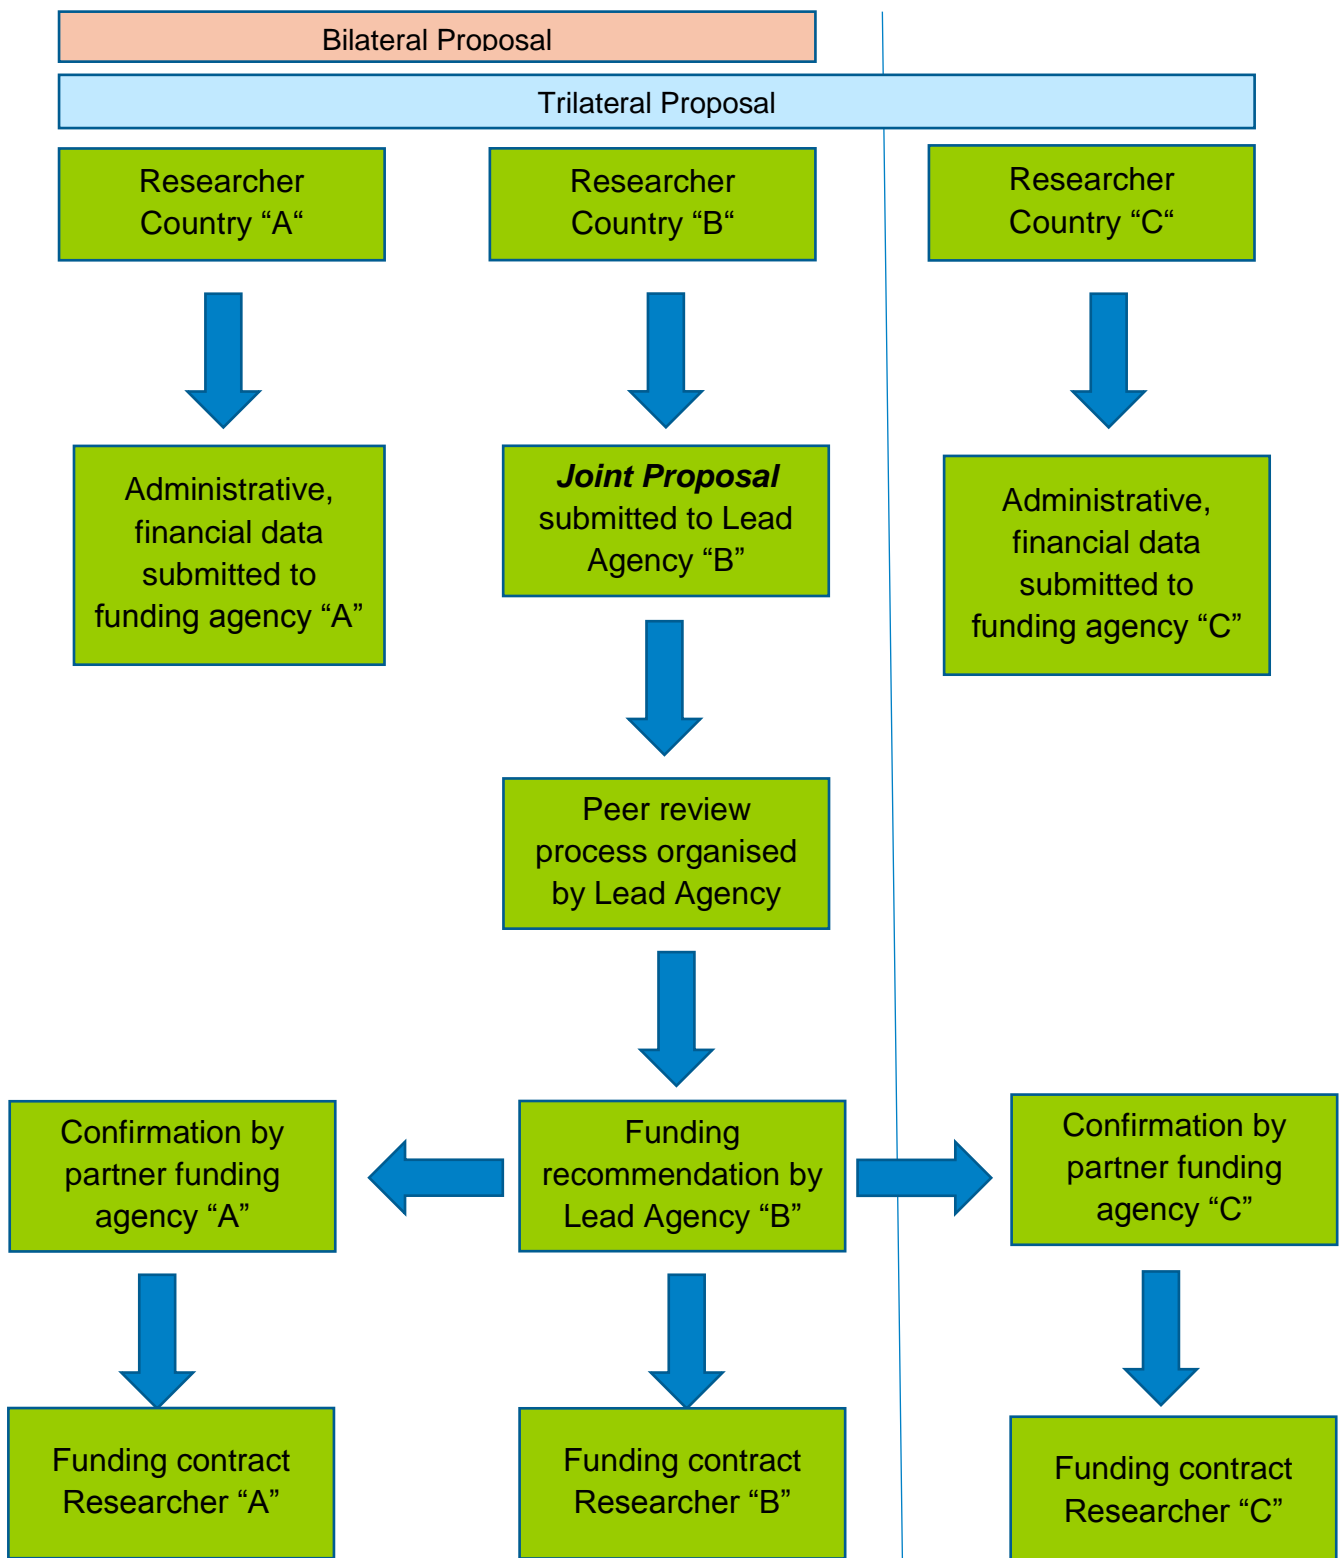 Bilateral Proposal
Trilateral Proposal
Researcher
Country “A“
Researcher
Country “B“
Researcher
Country “C“
Administrative,
financial data
submitted to
funding agency “A”
Joint Proposal
submitted to Lead
Agency “B”
Administrative,
financial data
submitted to
funding agency “C”
Peer review
process organised
by Lead Agency
Confirmation by
partner funding
agency “A”
Funding
recommendation by
Lead Agency “B”
Confirmation by
partner funding
agency “C”
Funding contract
Researcher “A”
Funding contract
Researcher “B”
Funding contract
Researcher “C”